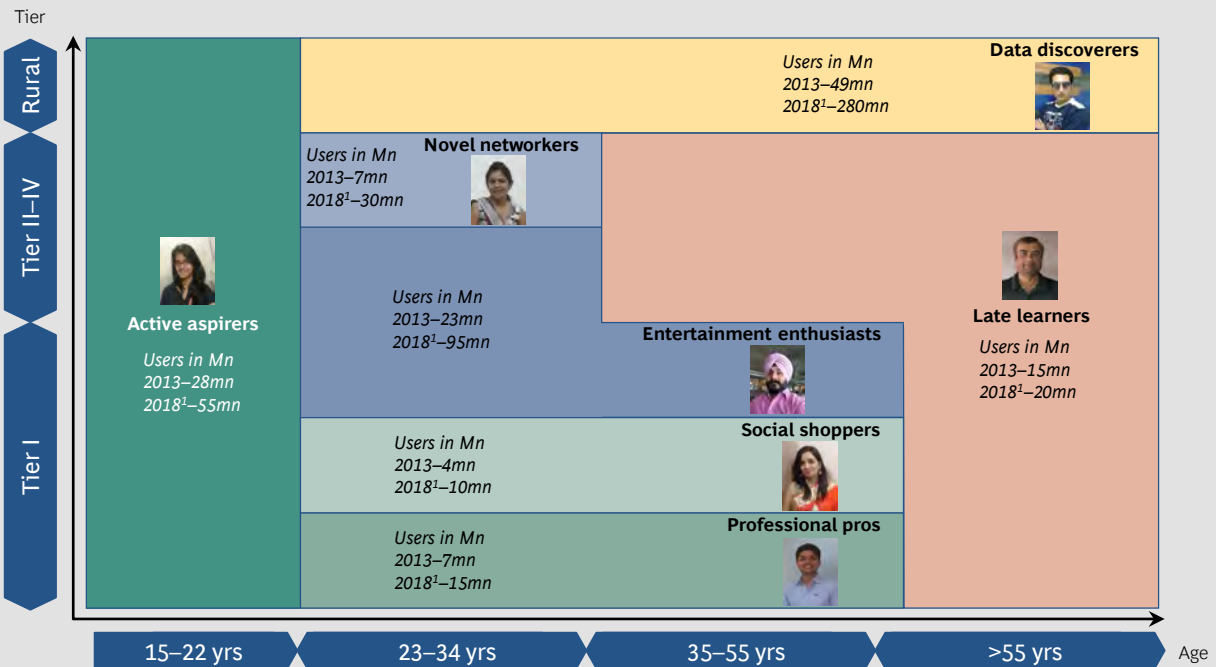 Tier
Rural
Tier II–IV
Tier I
Data discoverers
Users in Mn
2013–49mn
2018¹–280mn
Novel networkers
Users in Mn
2013–7mn
2018¹–30mn
Active aspirers
Users in Mn
2013–28mn
2018¹–55mn
Users in Mn
2013–23mn
2018¹–95mn
Entertainment enthusiasts
Late learners
Users in Mn
2013–15mn
2018¹–20mn
Social shoppers
Users in Mn
2013–4mn
2018¹–10mn
Professional pros
Users in Mn
2013–7mn
2018¹–15mn
15–22 yrs
23–34 yrs
35–55 yrs
>55 yrs
Age